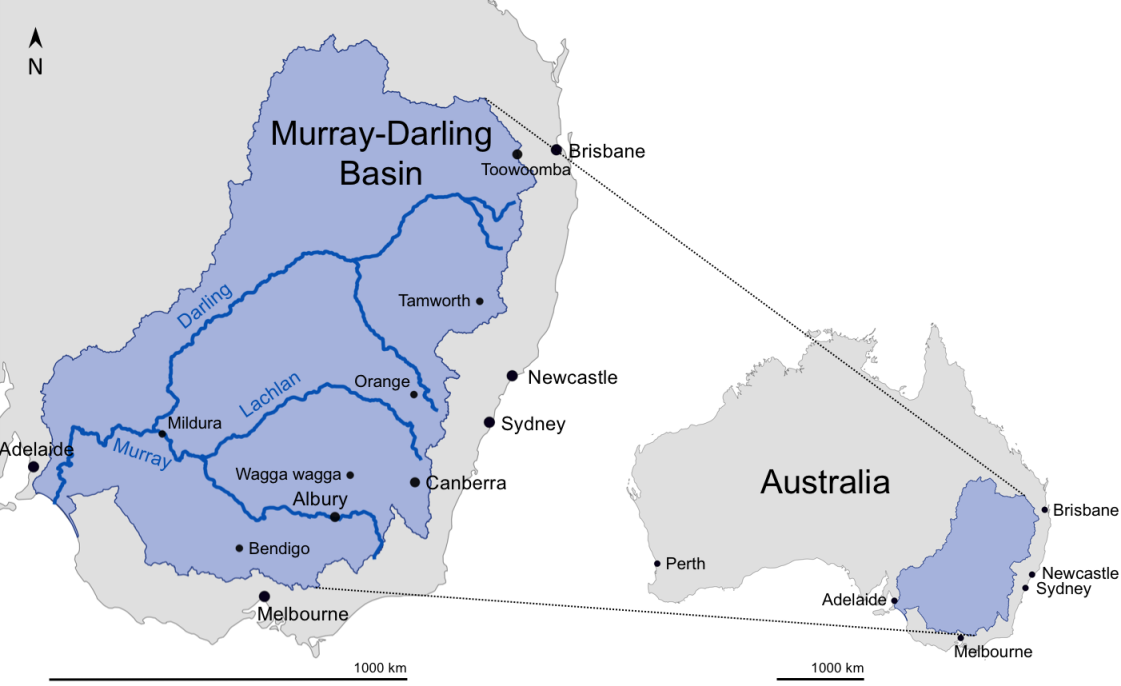 N
Murray-Darling
Basin
Brisbane
Toowoomba
Darling
Tamworth
Newcastle
Orange
Lachlan
Sydney
Mildura
Adelaide
Murray
Wagga wagga
Canberra
Albury
Bendigo
Melbourne
1000 km
Australia
Brisbane
Perth
Newcastle
Sydney
Adelaide
Melbourne
1000 km